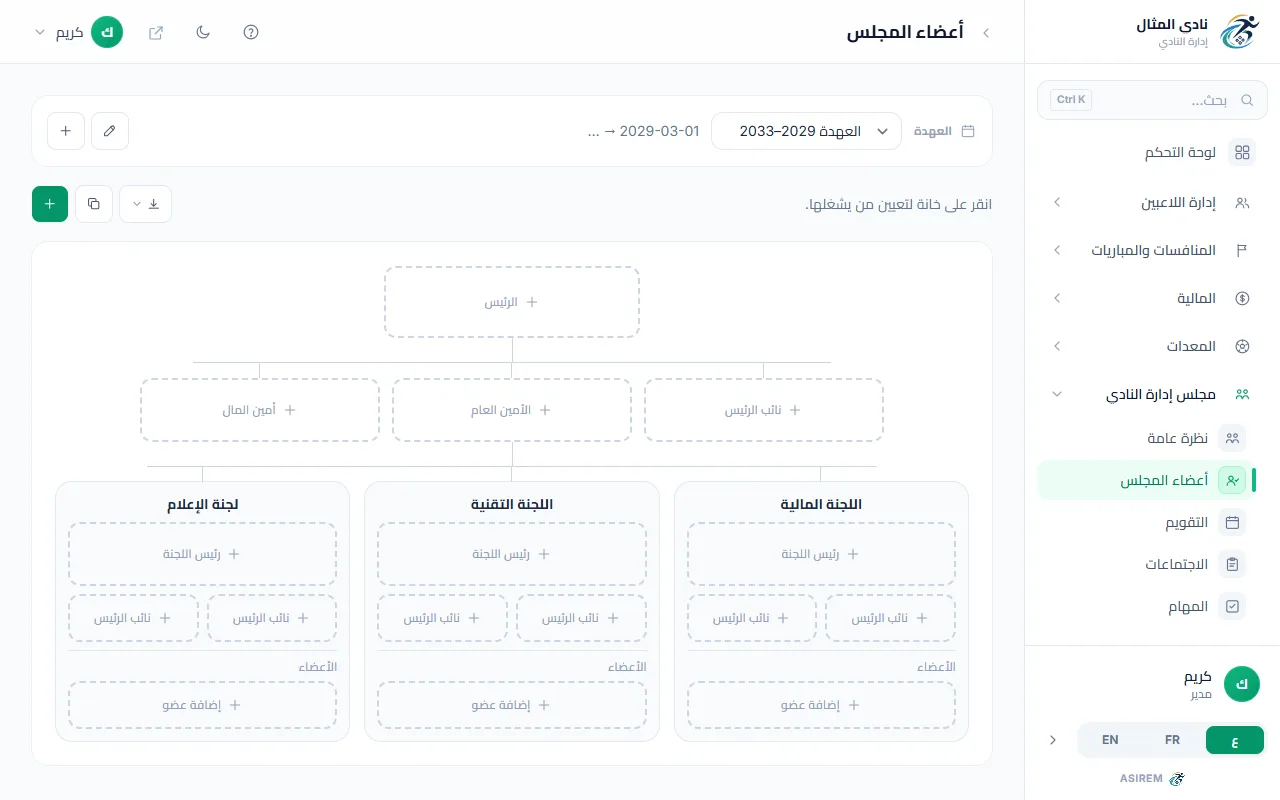 نادي المثال
إدارة النادي
بحث...
Ctrl K
لوحة التحكم
إدارة اللاعبين
المنافسات والمباريات
المالية
المعدات
مجلس إدارة النادي
نظرة عامة
أعضاء المجلس
التقويم
الاجتماعات
المهام
ك
كريم
مدير
ع
FR
EN
ASIREM
أعضاء المجلس
ك
كريم
العهدة
العهدة 2029–2033
2029-03-01 → ...
انقر على خانة لتعيين من يشغلها.
+ الرئيس
+ نائب الرئيس
+ الأمين العام
+ أمين المال
اللجنة المالية
+ رئيس اللجنة
+ نائب الرئيس
+ نائب الرئيس
الأعضاء
+ إضافة عضو
اللجنة التقنية
+ رئيس اللجنة
+ نائب الرئيس
+ نائب الرئيس
الأعضاء
+ إضافة عضو
لجنة الإعلام
+ رئيس اللجنة
+ نائب الرئيس
+ نائب الرئيس
الأعضاء
+ إضافة عضو